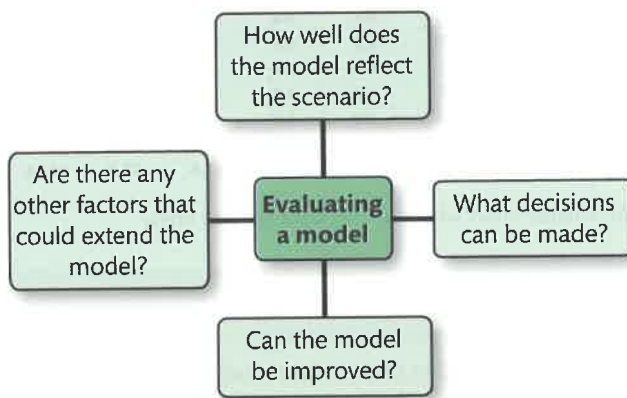 How well does
the model reflect
the scenario?
Are there any
other factors that
could extend the
model?
Evaluating
a model
What decisions
can be made?
Can the model
be improved?